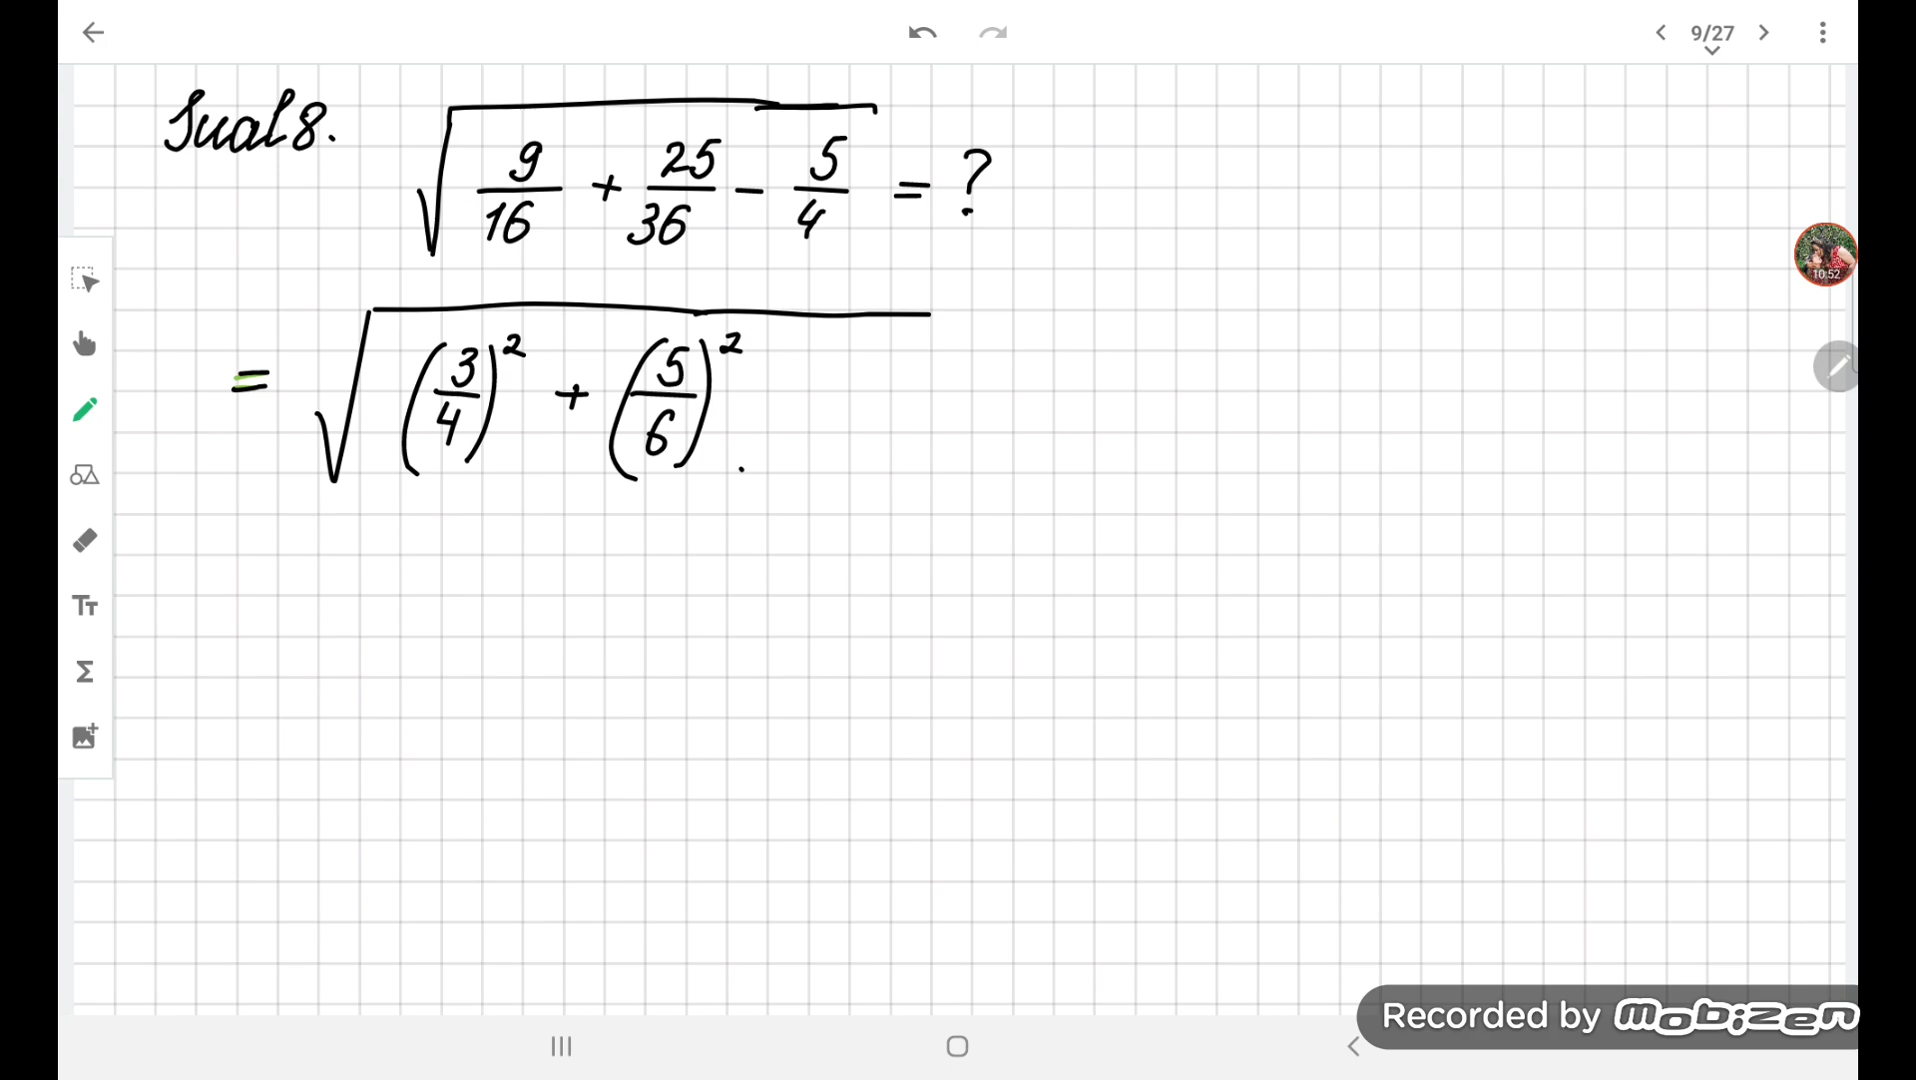 9/27
Sual 8. √(9/16 + 25/36 - 5/4) = ?
10:52
= √((3/4)² + (5/6)² .
Tт
Σ
Recorded by mobizen